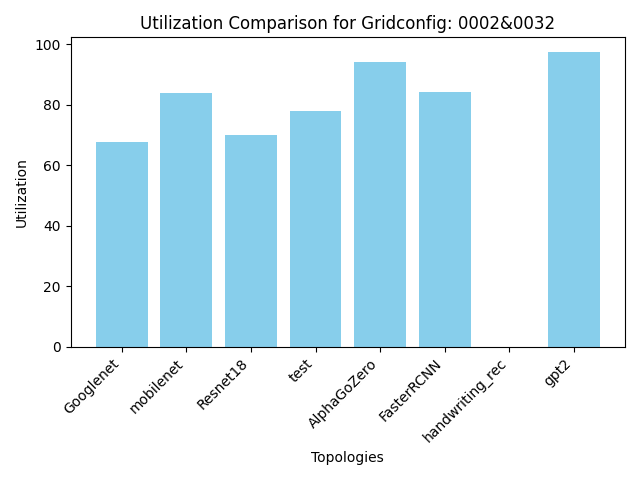 Utilization Comparison for Gridconfig: 0002&0032
100
80
60
40
20
0
Utilization
Googlenet
mobilenet
Resnet18
test
AlphaGoZero
FasterRCNN
handwriting_rec
gpt2
Topologies